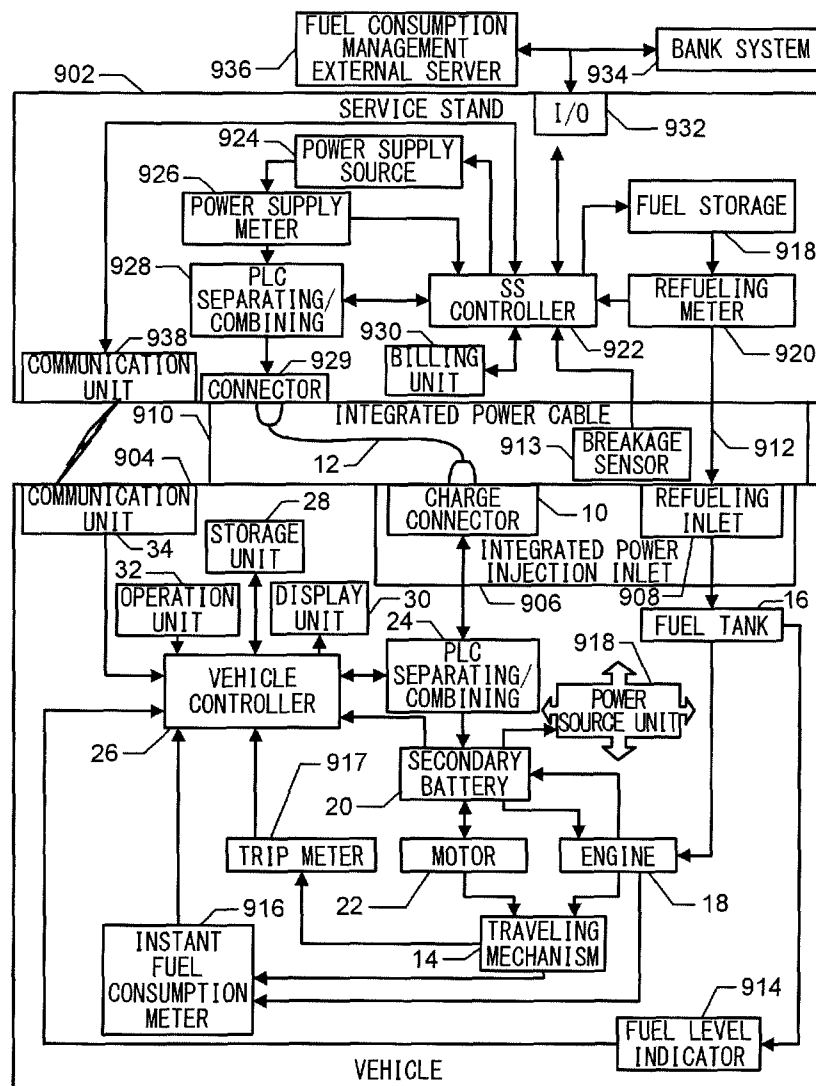 FUEL CONSUMPTION
MANAGEMENT
EXTERNAL SERVER
936
BANK SYSTEM
934
902
SERVICE STAND
I/O
932
924
POWER SUPPLY
SOURCE
926
POWER SUPPLY
METER
FUEL STORAGE
918
928
PLC
SEPARATING/
COMBINING
SS
CONTROLLER
922
REFUELING
METER
920
938
COMMUNICATION
UNIT
929
CONNECTOR
930
BILLING
UNIT
910
INTEGRATED POWER CABLE
12
913
BREAKAGE
SENSOR
912
904
COMMUNICATION
UNIT
34
28
STORAGE
UNIT
CHARGE
CONNECTOR
10
REFUELING
INLET
INTEGRATED POWER
INJECTION INLET
906
908
32
OPERATION
UNIT
DISPLAY
UNIT
30
24
16
FUEL TANK
VEHICLE
CONTROLLER
26
PLC
SEPARATING/
COMBINING
918
POWER
SOURCE UNIT
917
SECONDARY
BATTERY
20
TRIP METER
MOTOR
22
ENGINE
18
916
INSTANT
FUEL
CONSUMPTION
METER
14
TRAVELING
MECHANISM
914
FUEL LEVEL
INDICATOR
VEHICLE